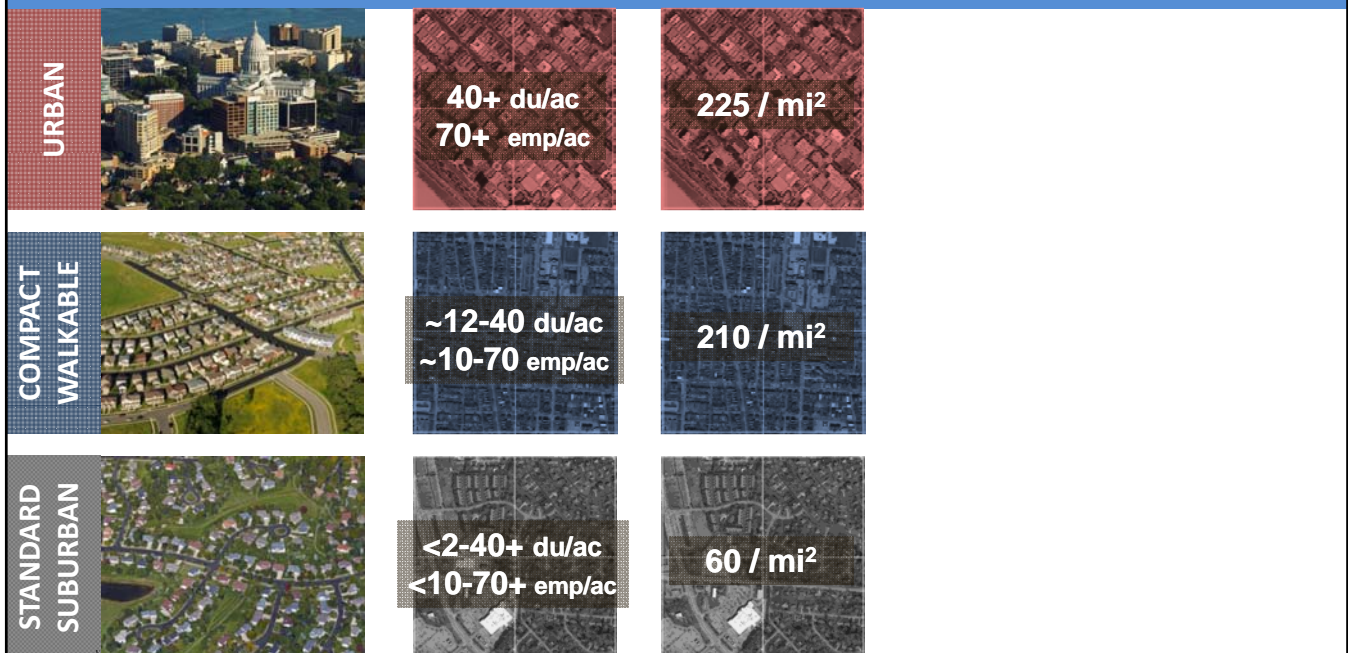 URBAN
40+ du/ac
70+ emp/ac
225 / mi²
COMPACT
WALKABLE
~12-40 du/ac
~10-70 emp/ac
210 / mi²
STANDARD
SUBURBAN
<2-40+ du/ac
<10-70+ emp/ac
60 / mi²